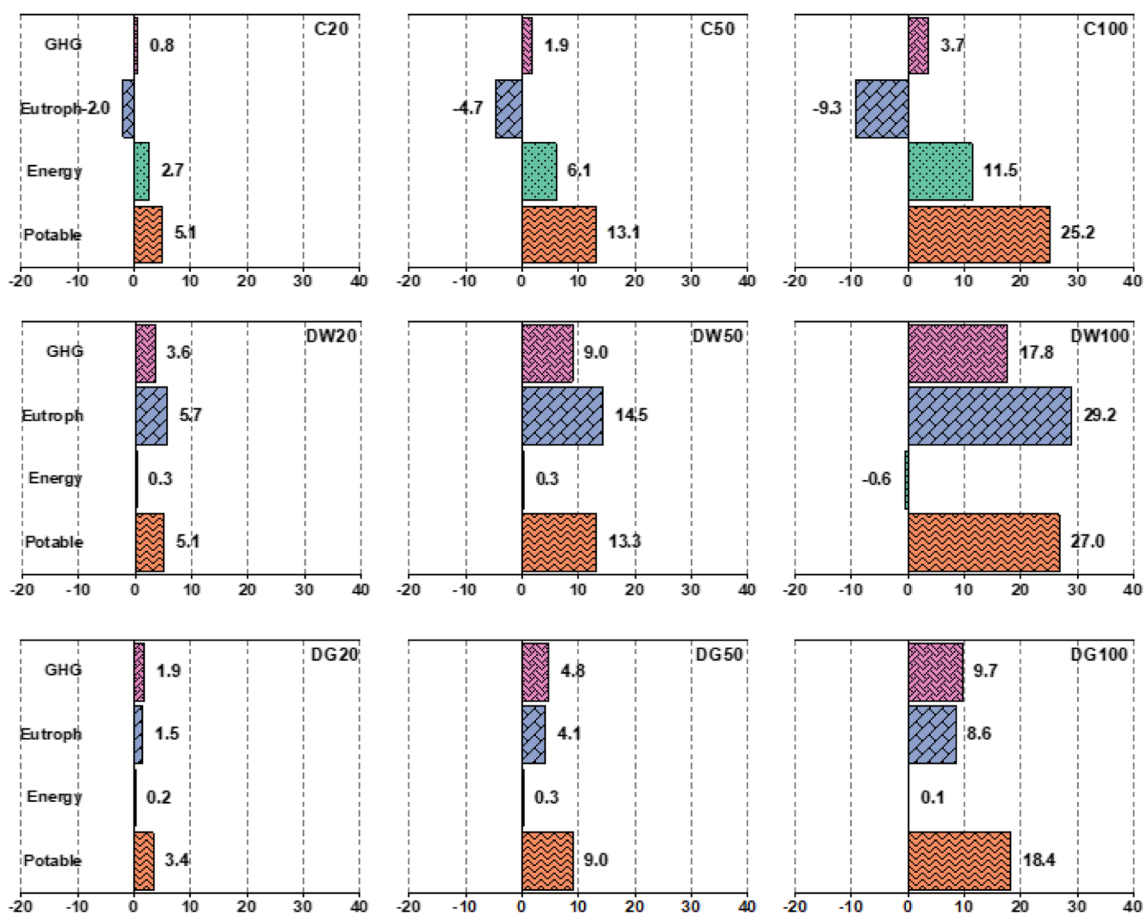 C20 C50 C100
GHG 0.8 1.9 3.7
Eutroph -2.0 -4.7 -9.3
Energy 2.7 6.1 11.5
Potable 5.1 13.1 25.2
-20 -10 0 10 20 30 40 -20 -10 0 10 20 30 40 -20 -10 0 10 20 30 40
DW20 DW50 DW100
GHG 3.6 9.0 17.8
Eutroph 5.7 14.5 29.2
Energy 0.3 0.3 -0.6
Potable 5.1 13.3 27.0
-20 -10 0 10 20 30 40 -20 -10 0 10 20 30 40 -20 -10 0 10 20 30 40
DG20 DG50 DG100
GHG 1.9 4.8 9.7
Eutroph 1.5 4.1 8.6
Energy 0.2 0.3 0.1
Potable 3.4 9.0 18.4
-20 -10 0 10 20 30 40 -20 -10 0 10 20 30 40 -20 -10 0 10 20 30 40